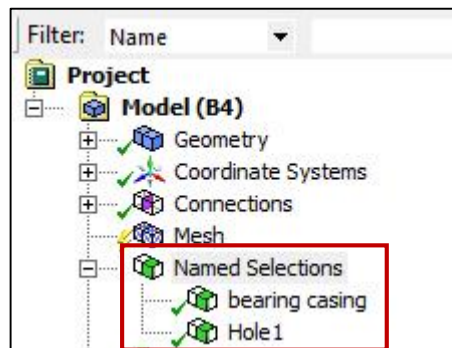 Filter: Name
Project
Model (B4)
Geometry
Coordinate Systems
Connections
Mesh
Named Selections
bearing casing
Hole1